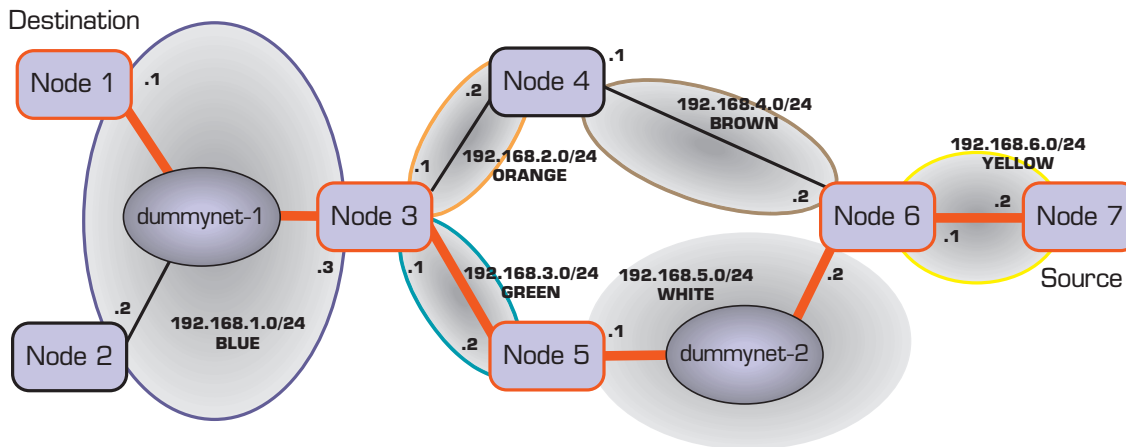 Destination
Node 1
.1
dummynet-1
.2
Node 2
192.168.1.0/24
BLUE
.3
Node 3
.1
.2
192.168.2.0/24
ORANGE
Node 4
.1
192.168.4.0/24
BROWN
.2
.1
192.168.3.0/24
GREEN
.2
Node 5
.1
192.168.5.0/24
WHITE
dummynet-2
.2
Node 6
.1
192.168.6.0/24
YELLOW
.2
Node 7
Source